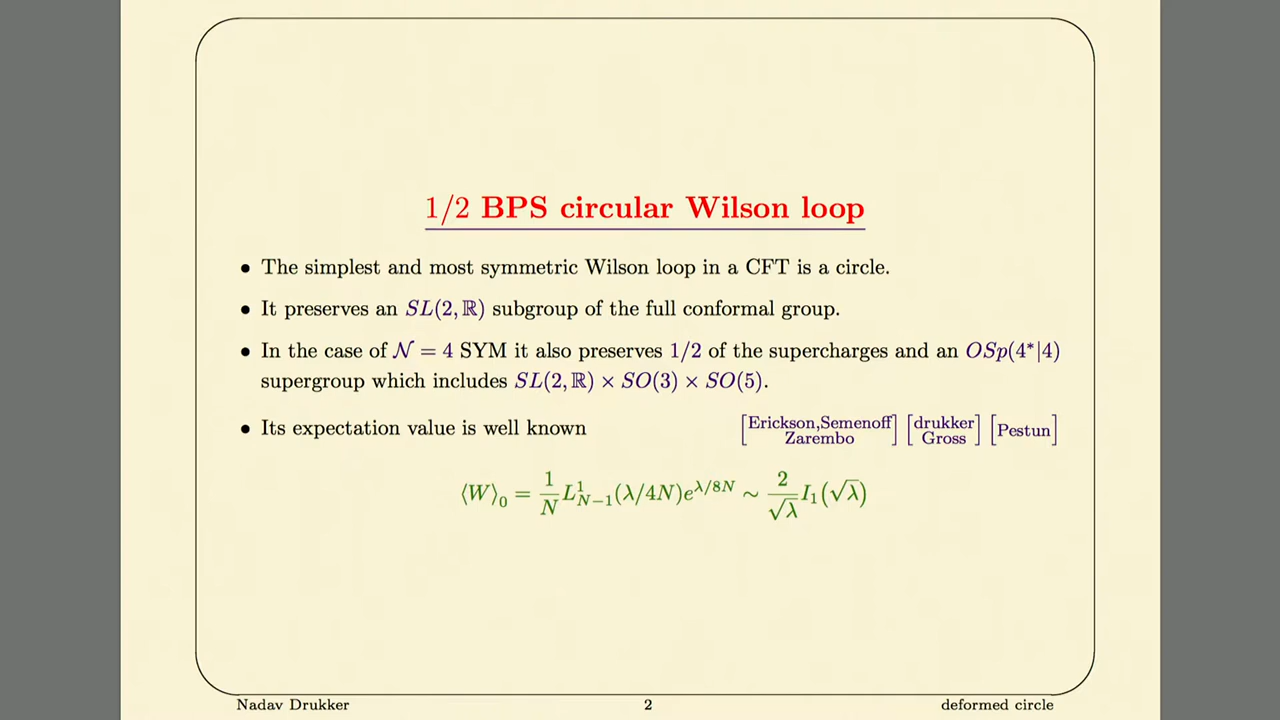 1/2 BPS circular Wilson loop
• The simplest and most symmetric Wilson loop in a CFT is a circle.
• It preserves an SL(2, ℝ) subgroup of the full conformal group.
• In the case of 𝒩 = 4 SYM it also preserves 1/2 of the supercharges and an OSp(4*|4)
supergroup which includes SL(2, ℝ) × SO(3) × SO(5).
• Its expectation value is well known [Erickson,Semenoff Zarembo] [drukker Gross] [Pestun]
⟨W⟩₀ = 1/N L¹_{N−1}(λ/4N)e^{λ/8N} ∼ 2/√λ I₁(√λ)
Nadav Drukker 2 deformed circle